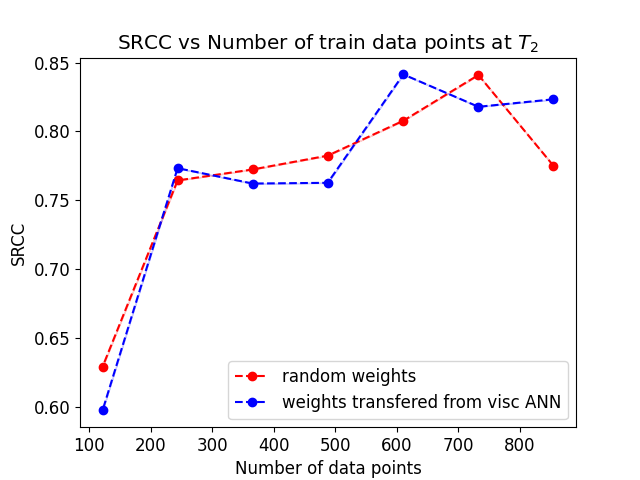 SRCC vs Number of train data points at T₂
0.85
0.80
0.75
0.70
0.65
0.60
SRCC
random weights
weights transfered from visc ANN
100 200 300 400 500 600 700 800
Number of data points